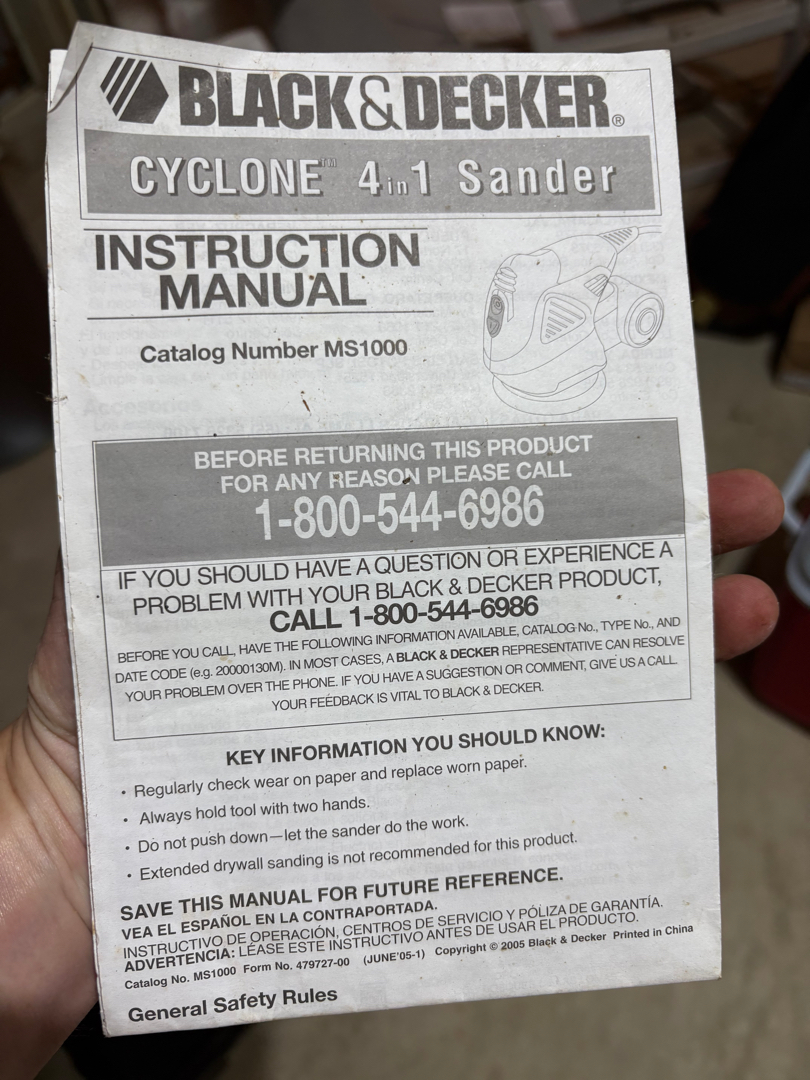 BLACK&DECKER®
CYCLONE™ 4in1 Sander
INSTRUCTION
MANUAL
Catalog Number MS1000
BEFORE RETURNING THIS PRODUCT
FOR ANY REASON PLEASE CALL
1-800-544-6986
IF YOU SHOULD HAVE A QUESTION OR EXPERIENCE A
PROBLEM WITH YOUR BLACK & DECKER PRODUCT,
CALL 1-800-544-6986
BEFORE YOU CALL, HAVE THE FOLLOWING INFORMATION AVAILABLE, CATALOG No., TYPE No., AND
DATE CODE (e.g. 20000130M). IN MOST CASES, A BLACK & DECKER REPRESENTATIVE CAN RESOLVE
YOUR PROBLEM OVER THE PHONE. IF YOU HAVE A SUGGESTION OR COMMENT, GIVE US A CALL.
YOUR FEEDBACK IS VITAL TO BLACK & DECKER.
KEY INFORMATION YOU SHOULD KNOW:
• Regularly check wear on paper and replace worn paper.
• Always hold tool with two hands.
• Do not push down—let the sander do the work.
• Extended drywall sanding is not recommended for this product.
SAVE THIS MANUAL FOR FUTURE REFERENCE.
VEA EL ESPAÑOL EN LA CONTRAPORTADA.
INSTRUCTIVO DE OPERACIÓN, CENTROS DE SERVICIO Y PÓLIZA DE GARANTÍA.
ADVERTENCIA: LÉASE ESTE INSTRUCTIVO ANTES DE USAR EL PRODUCTO.
Catalog No. MS1000 Form No. 479727-00 (JUNE'05-1) Copyright © 2005 Black & Decker Printed in China
General Safety Rules